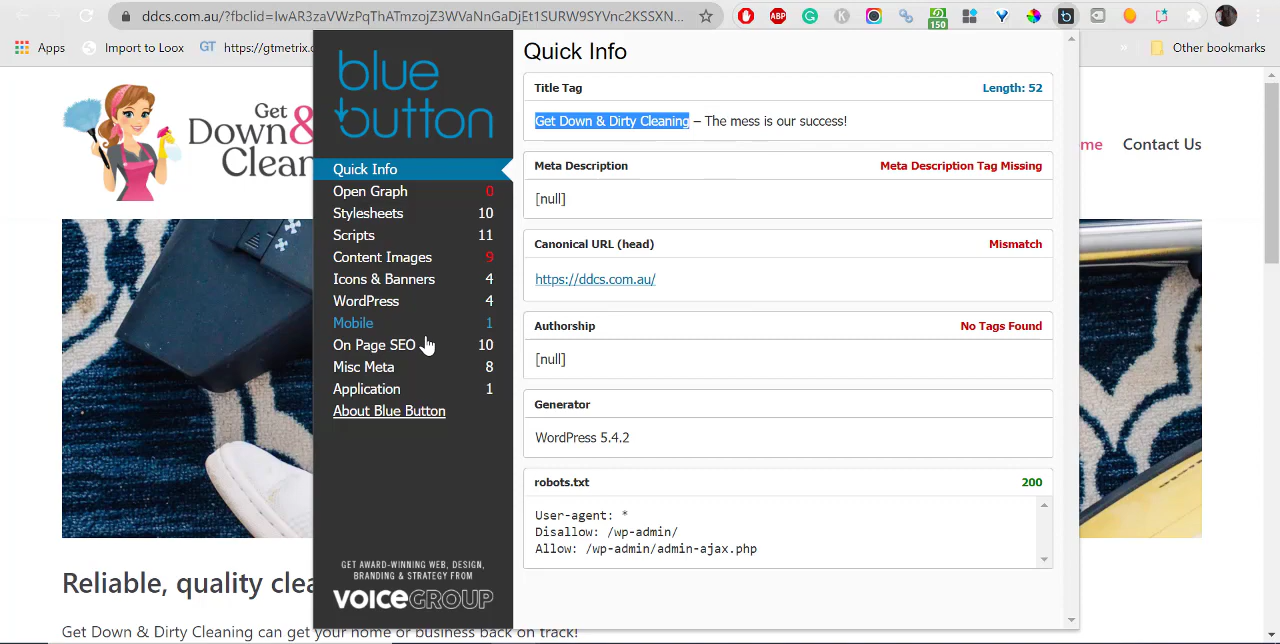 ddcs.com.au/?fbclid=IwAR3zaVWzPqThATmzojZ3WVaNnGaDjEt1SURW9SYVnc2KSSXN...
ABP
150
Apps
Import to Loox
GT https://gtmetrix.c
Other bookmarks
Get
Down&
Clean
me
Contact Us
blue
button
Quick Info
Open Graph 0
Stylesheets 10
Scripts 11
Content Images 9
Icons & Banners 4
WordPress 4
Mobile 1
On Page SEO 10
Misc Meta 8
Application 1
About Blue Button
GET AWARD-WINNING WEB, DESIGN,
BRANDING & STRATEGY FROM
VOICEGROUP
Quick Info
Title Tag Length: 52
Get Down & Dirty Cleaning – The mess is our success!
Meta Description Meta Description Tag Missing
[null]
Canonical URL (head) Mismatch
https://ddcs.com.au/
Authorship No Tags Found
[null]
Generator
WordPress 5.4.2
robots.txt 200
User-agent: *
Disallow: /wp-admin/
Allow: /wp-admin/admin-ajax.php
Reliable, quality clea
Get Down & Dirty Cleaning can get your home or business back on track!